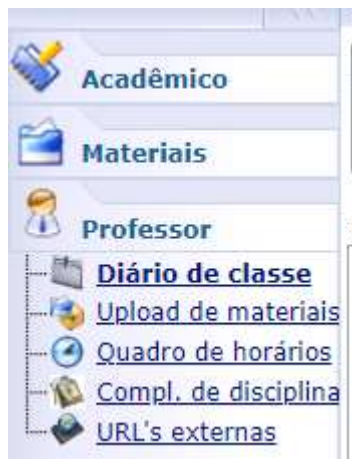 Acadêmico
Materiais
Professor
Diário de classe
Upload de materiais
Quadro de horários
Compl. de disciplina
URL's externas